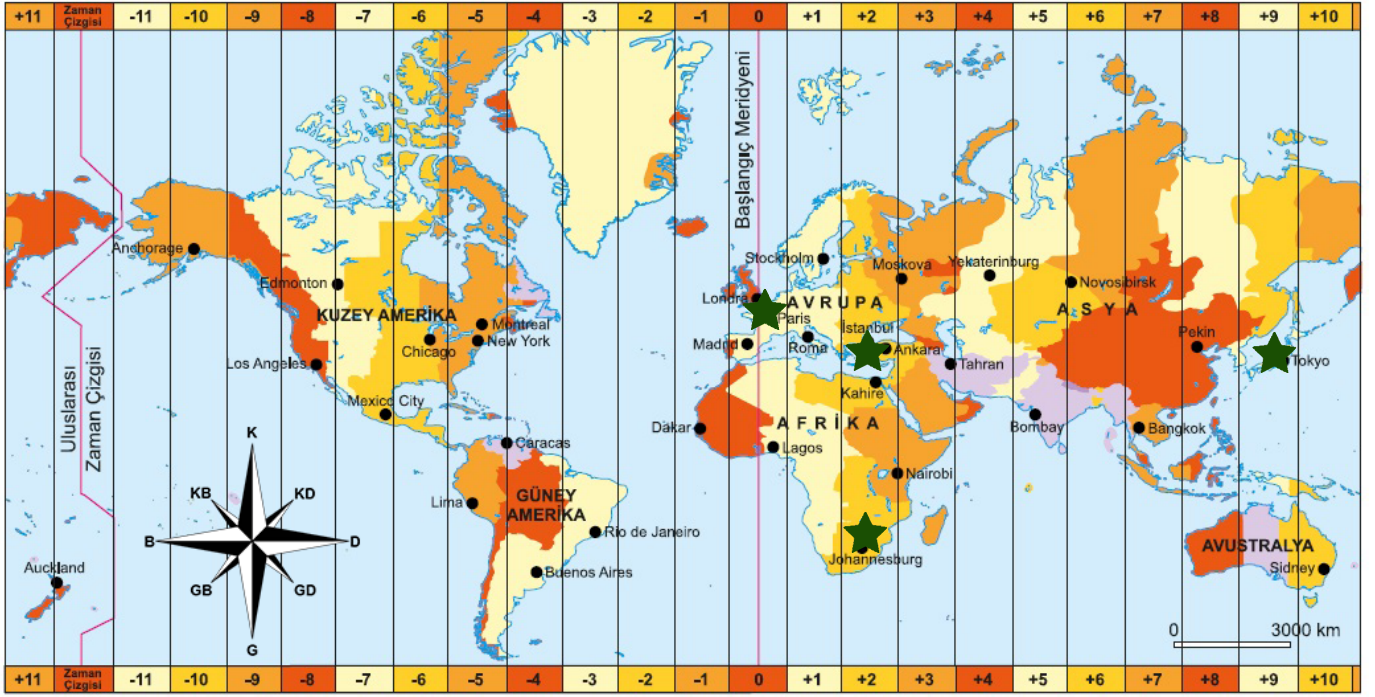 +11 Zaman Çizgisi -11 -10 -9 -8 -7 -6 -5 -4 -3 -2 -1 0 +1 +2 +3 +4 +5 +6 +7 +8 +9 +10
Başlangıç Meridyeni
Anchorage
Stockholm
Moskova
Yekaterinburg
Edmonton
Novosibirsk
Londra
AVRUPA
ASYA
KUZEY AMERİKA
Paris
Montreal
İstanbul
Pekin
New York
Chicago
Madrid
Roma
Ankara
Los Angeles
Tahran
Tokyo
Uluslararası
Zaman Çizgisi
Kahire
Mexico City
Bombay
AFRİKA
Dakar
Bangkok
K
Caracas
Lagos
Nairobi
KB
KD
GÜNEY
AMERİKA
Lima
Rio de Janeiro
B
D
AVUSTRALYA
Johannesburg
Auckland
Buenos Aires
Sidney
GB
GD
G
0 3000 km
+11 Zaman Çizgisi -11 -10 -9 -8 -7 -6 -5 -4 -3 -2 -1 0 +1 +2 +3 +4 +5 +6 +7 +8 +9 +10